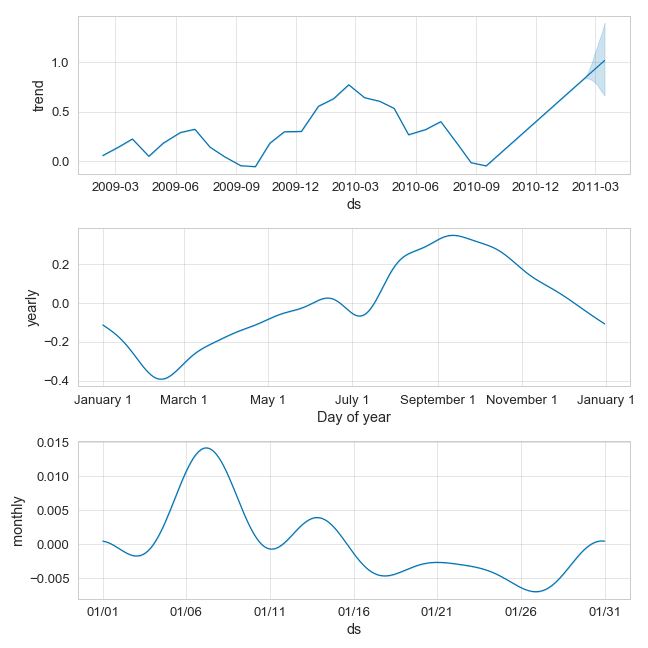 1.0
0.5
0.0
trend
2009-03 2009-06 2009-09 2009-12 2010-03 2010-06 2010-09 2010-12 2011-03
ds
0.2
0.0
−0.2
−0.4
yearly
January 1 March 1 May 1 July 1 September 1 November 1 January 1
Day of year
0.015
0.010
0.005
0.000
−0.005
monthly
01/01 01/06 01/11 01/16 01/21 01/26 01/31
ds